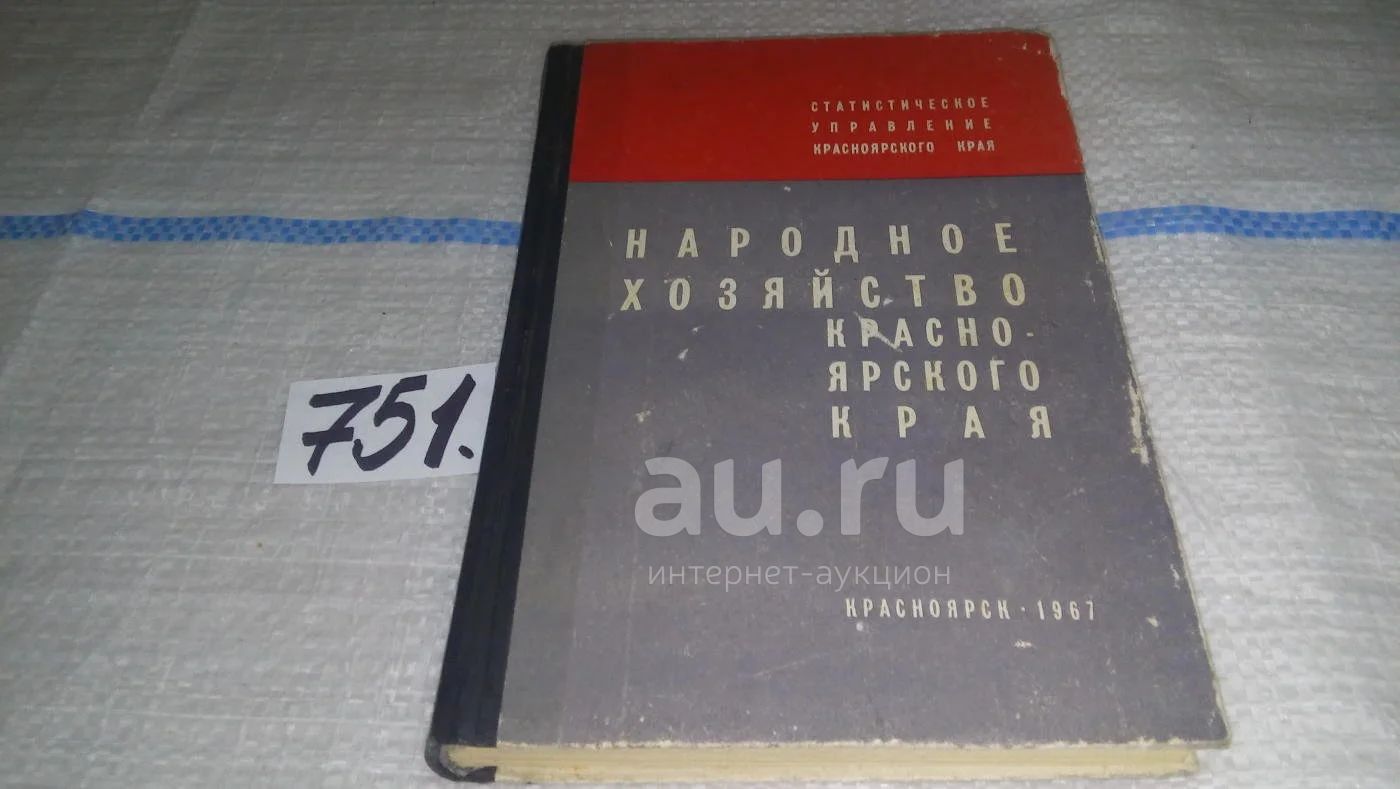 СТАТИСТИЧЕСКОЕ
УПРАВЛЕНИЕ
КРАСНОЯРСКОГО КРАЯ
НАРОДНОЕ
ХОЗЯЙСТВО
КРАСНО-
ЯРСКОГО
КРАЯ
751.
au.ru
интернет-аукцион
КРАСНОЯРСК · 1967